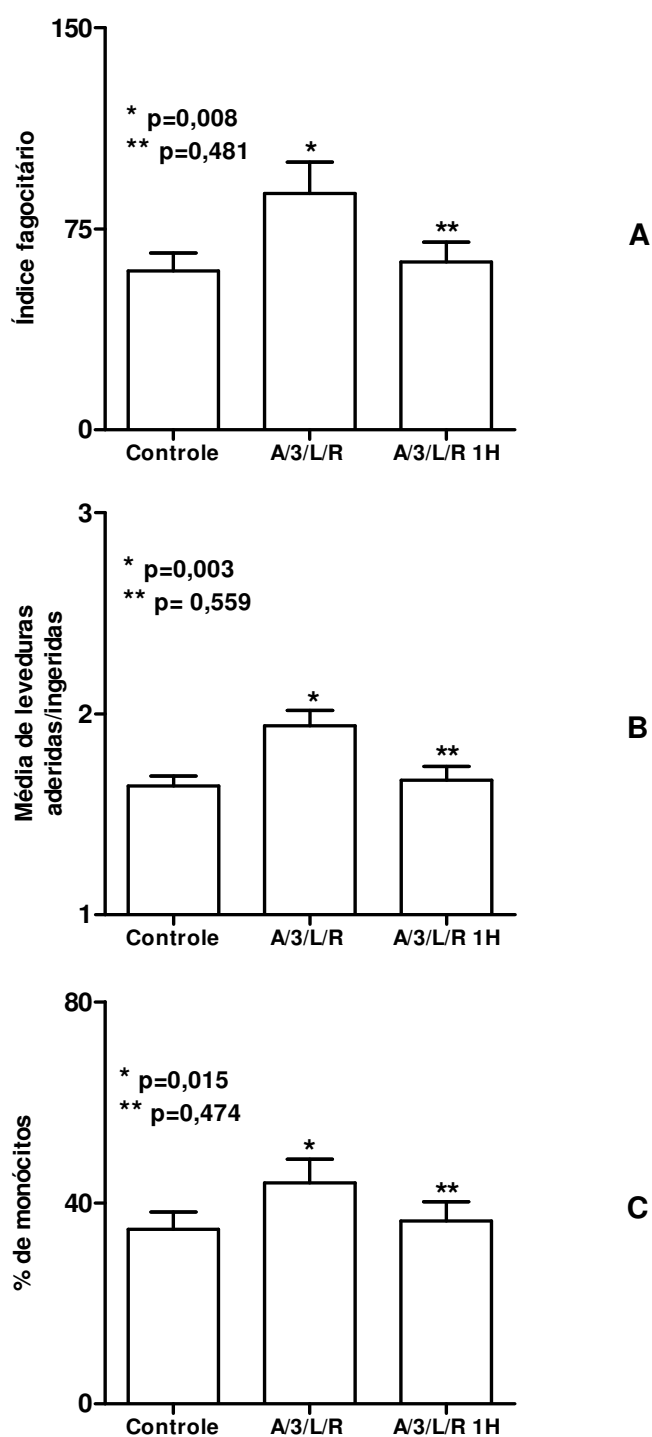 150
* p=0,008
** p=0,481
*
**
75
Índice fagocitário
0
Controle A/3/L/R A/3/L/R 1H
A
3
* p=0,003
** p= 0,559
*
**
2
Média de leveduras
aderidas/ingeridas
1
Controle A/3/L/R A/3/L/R 1H
B
80
* p=0,015
** p=0,474
*
**
40
% de monócitos
0
Controle A/3/L/R A/3/L/R 1H
C